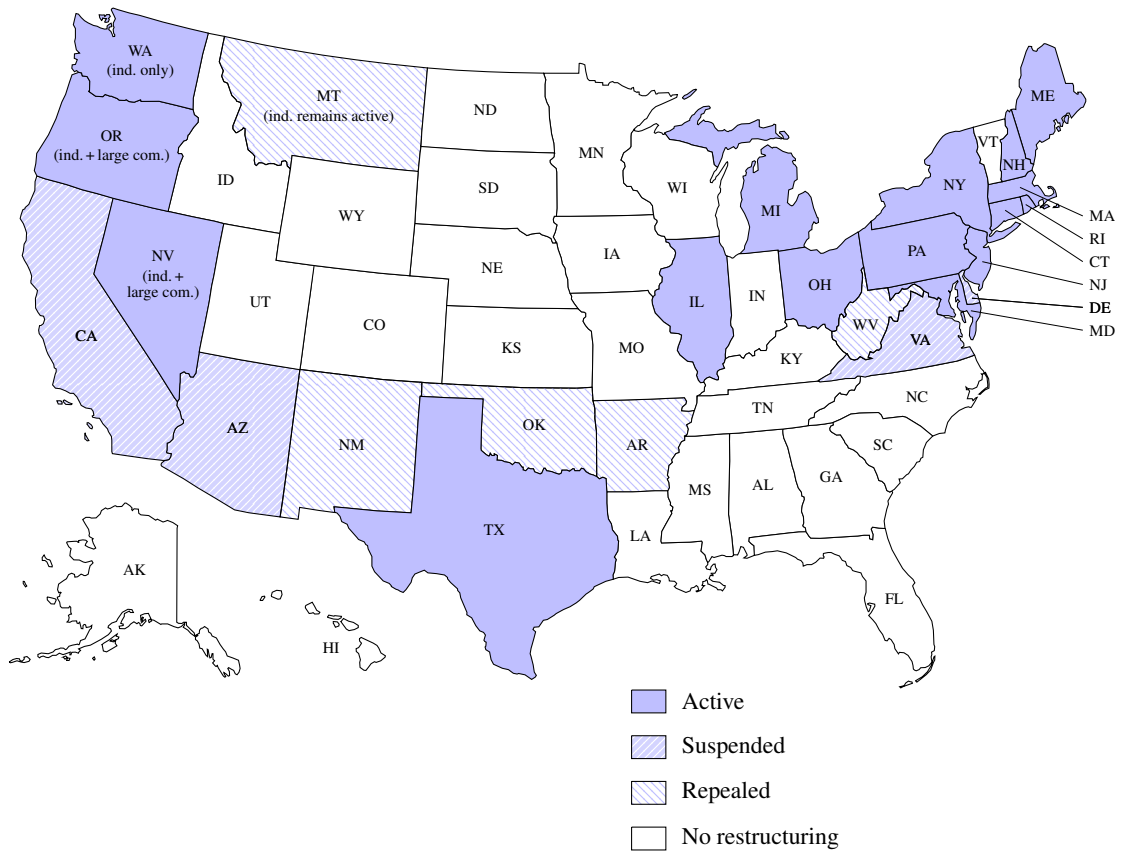 WA
(ind. only)
MT
(ind. remains active)
ND
MN
ME
OR
(ind. + large com.)
VT
NH
ID
SD
WI
NY
WY
MI
MA
RI
NV
(ind. +
large com.)
IA
PA
CT
NE
NJ
UT
IL
IN
OH
DE
CO
WV
MD
CA
KS
MO
VA
KY
NC
TN
AZ
NM
OK
AR
SC
MS
AL
GA
TX
LA
AK
FL
HI
Active
Suspended
Repealed
No restructuring